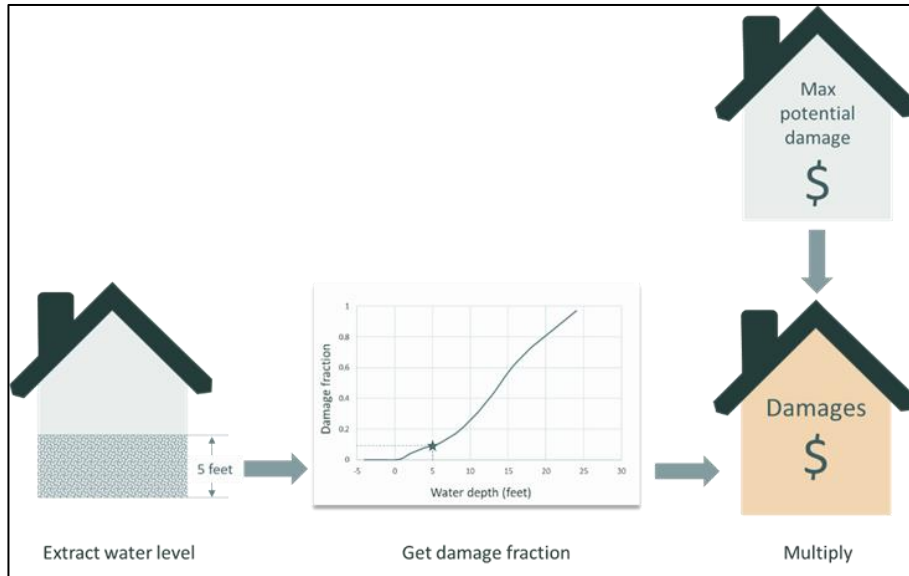 Max
potential
damage
$
5 feet
Damage fraction
1
0.8
0.6
0.4
0.2
0
-5
0
5
10
15
20
25
30
Water depth (feet)
Damages
$
Extract water level
Get damage fraction
Multiply